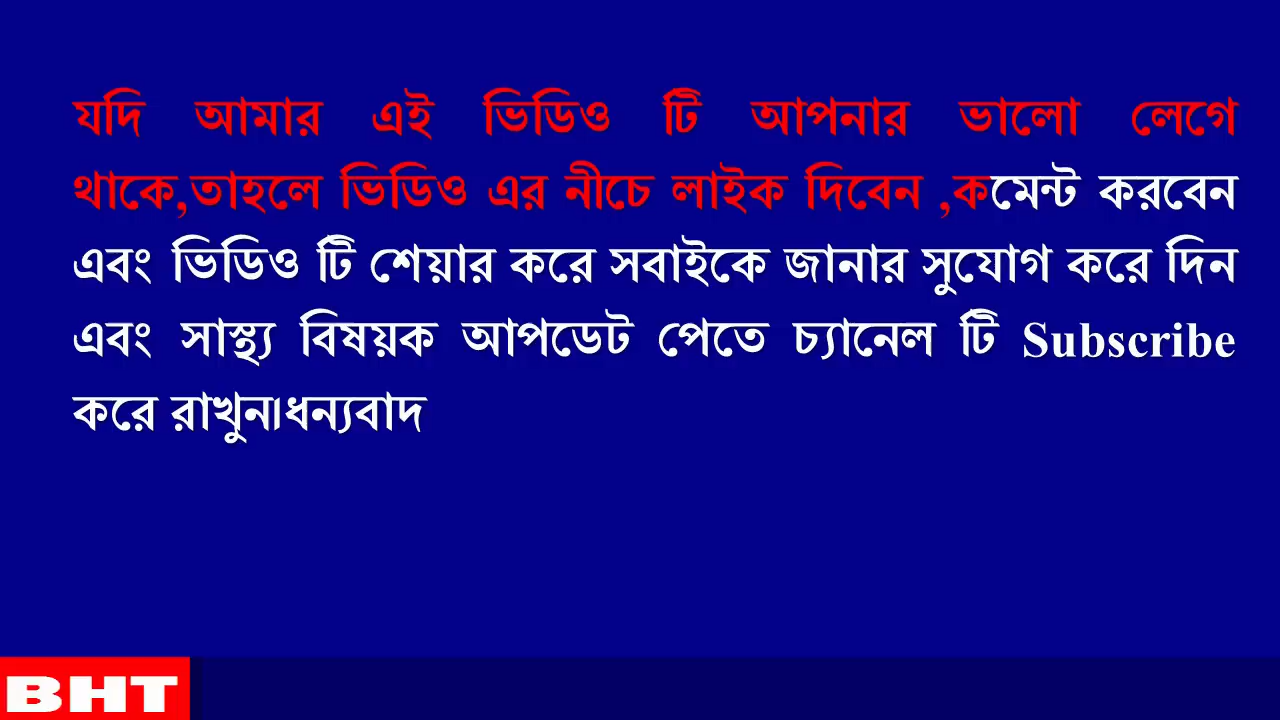 যদি আমার এই ভিডিও টি আপনার ভালো লেগে
থাকে,তাহলে ভিডিও এর নীচে লাইক দিবেন ,কমেন্ট করবেন
এবং ভিডিও টি শেয়ার করে সবাইকে জানার সুযোগ করে দিন
এবং সাস্থ্য বিষয়ক আপডেট পেতে চ্যানেল টি Subscribe
করে রাখুন।ধন্যবাদ
BHT